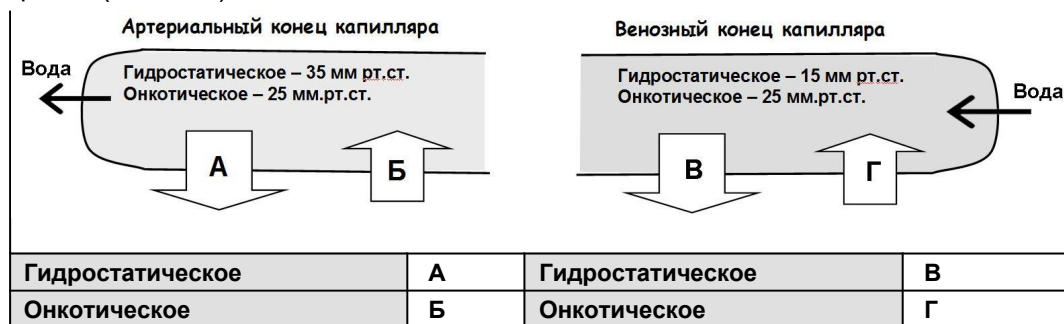 Артериальный конец капилляра
Венозный конец капилляра
Вода
Гидростатическое – 35 мм рт.ст.
Онкотическое – 25 мм.рт.ст.
Гидростатическое – 15 мм рт.ст.
Онкотическое – 25 мм.рт.ст.
Вода
А
Б
В
Г
Гидростатическое А Гидростатическое В
Онкотическое Б Онкотическое Г